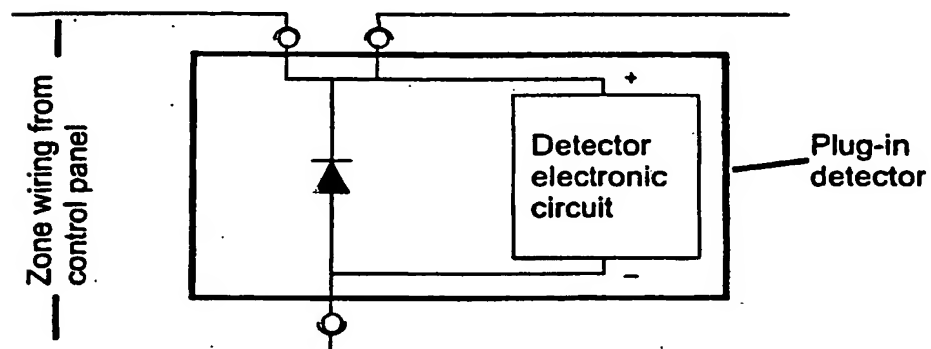 Zone wiring from
control panel
+
Detector
electronic
circuit
–
Plug-in
detector